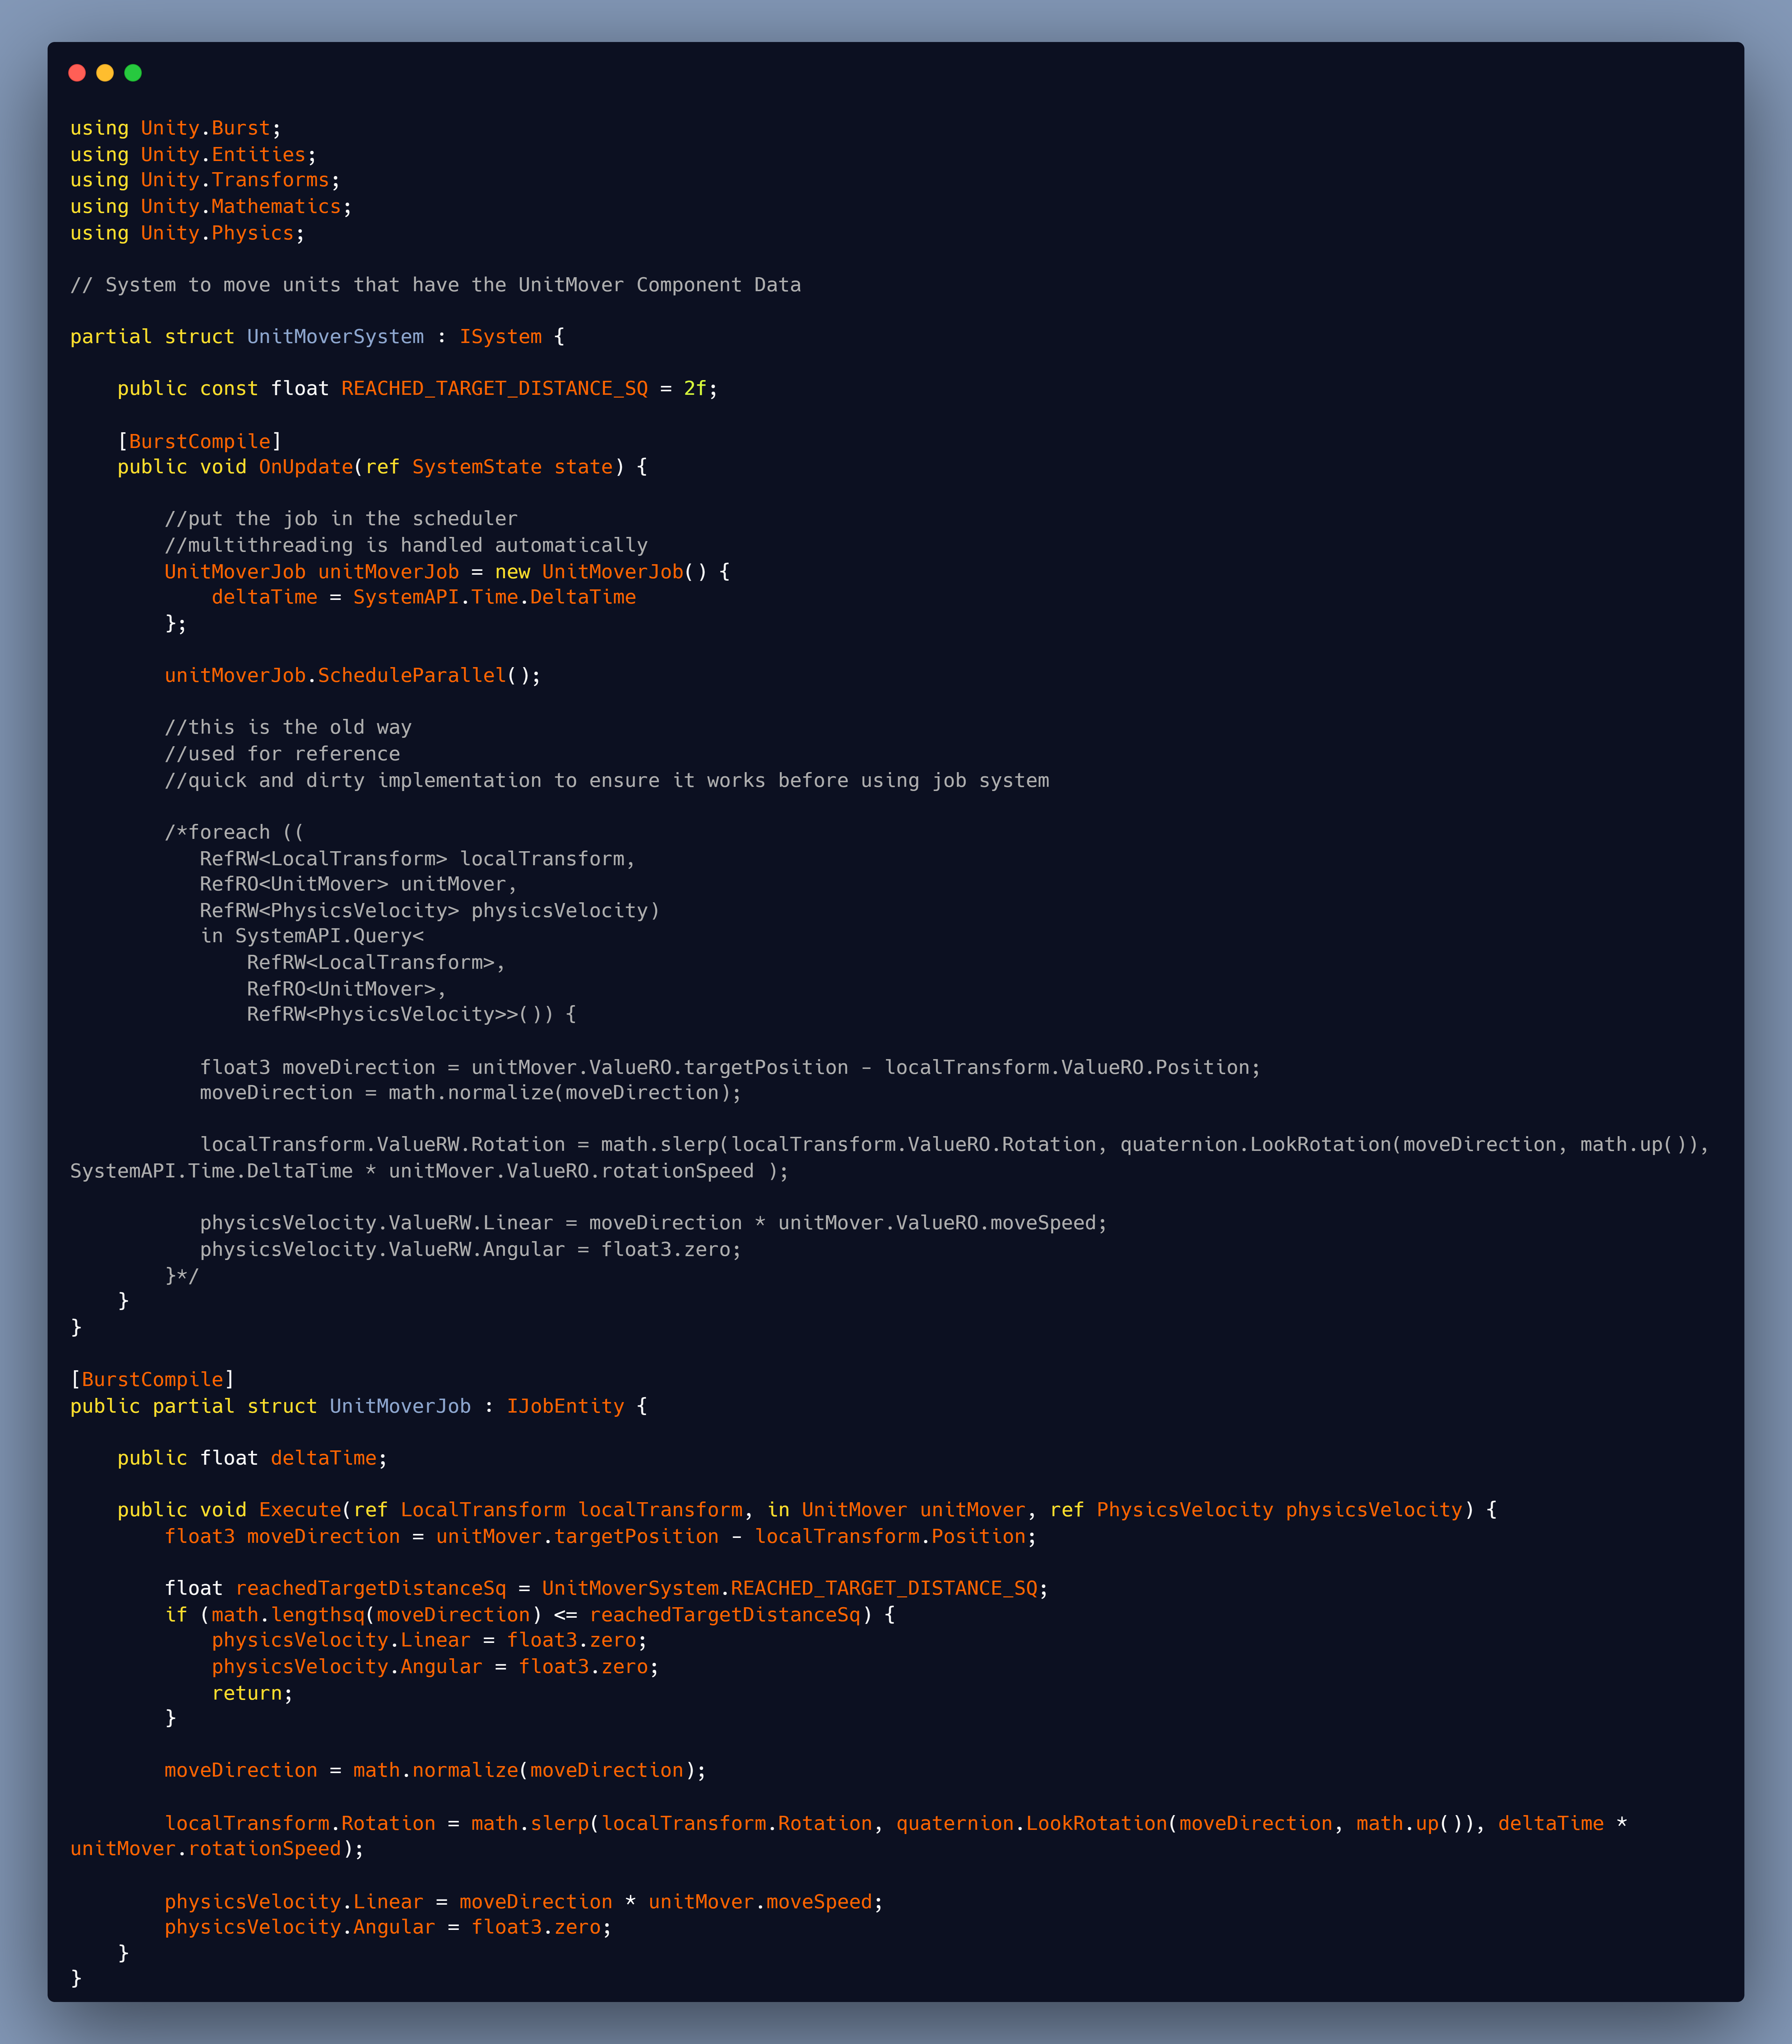 using Unity.Burst;
using Unity.Entities;
using Unity.Transforms;
using Unity.Mathematics;
using Unity.Physics;

// System to move units that have the UnitMover Component Data

partial struct UnitMoverSystem : ISystem {

    public const float REACHED_TARGET_DISTANCE_SQ = 2f;

    [BurstCompile]
    public void OnUpdate(ref SystemState state) {

        //put the job in the scheduler
        //multithreading is handled automatically
        UnitMoverJob unitMoverJob = new UnitMoverJob() {
            deltaTime = SystemAPI.Time.DeltaTime
        };

        unitMoverJob.ScheduleParallel();

        //this is the old way
        //used for reference
        //quick and dirty implementation to ensure it works before using job system

        /*foreach ((
           RefRW<LocalTransform> localTransform,
           RefRO<UnitMover> unitMover,
           RefRW<PhysicsVelocity> physicsVelocity)
           in SystemAPI.Query<
               RefRW<LocalTransform>,
               RefRO<UnitMover>,
               RefRW<PhysicsVelocity>>()) {

           float3 moveDirection = unitMover.ValueRO.targetPosition - localTransform.ValueRO.Position;
           moveDirection = math.normalize(moveDirection);

           localTransform.ValueRW.Rotation = math.slerp(localTransform.ValueRO.Rotation, quaternion.LookRotation(moveDirection, math.up()),
SystemAPI.Time.DeltaTime * unitMover.ValueRO.rotationSpeed );

           physicsVelocity.ValueRW.Linear = moveDirection * unitMover.ValueRO.moveSpeed;
           physicsVelocity.ValueRW.Angular = float3.zero;
        }*/
    }
}

[BurstCompile]
public partial struct UnitMoverJob : IJobEntity {

    public float deltaTime;

    public void Execute(ref LocalTransform localTransform, in UnitMover unitMover, ref PhysicsVelocity physicsVelocity) {
        float3 moveDirection = unitMover.targetPosition - localTransform.Position;

        float reachedTargetDistanceSq = UnitMoverSystem.REACHED_TARGET_DISTANCE_SQ;
        if (math.lengthsq(moveDirection) <= reachedTargetDistanceSq) {
            physicsVelocity.Linear = float3.zero;
            physicsVelocity.Angular = float3.zero;
            return;
        }

        moveDirection = math.normalize(moveDirection);

        localTransform.Rotation = math.slerp(localTransform.Rotation, quaternion.LookRotation(moveDirection, math.up()), deltaTime *
unitMover.rotationSpeed);

        physicsVelocity.Linear = moveDirection * unitMover.moveSpeed;
        physicsVelocity.Angular = float3.zero;
    }
}